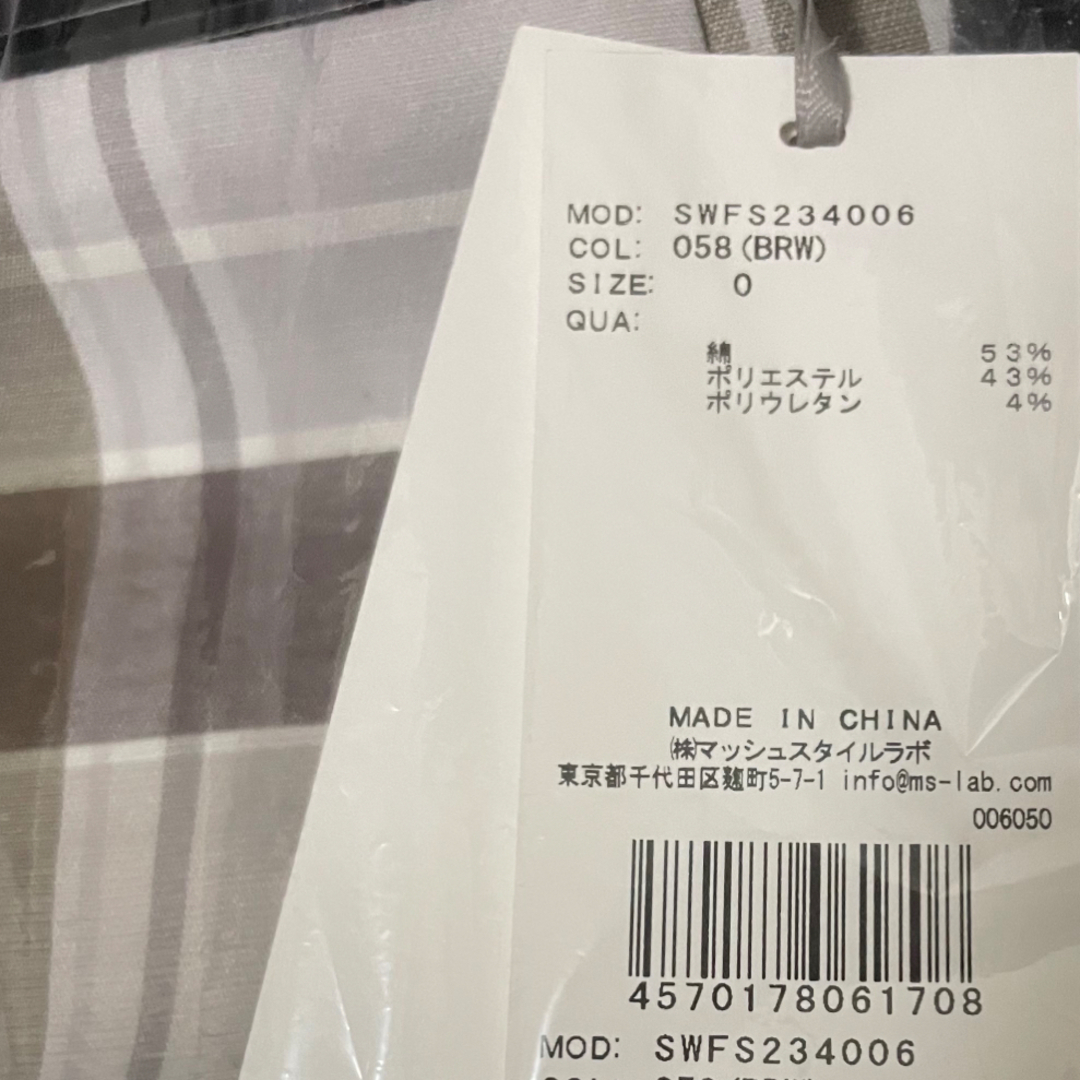 MOD: SWFS234006
COL: 058 (BRW)
SIZE: 0
QUA:
綿 53%
ポリエステル 43%
ポリウレタン 4%
MADE IN CHINA
㈱マッシュスタイルラボ
東京都千代田区麹町5-7-1 info@ms-lab.com
006050
4570178061708
MOD: SWFS234006